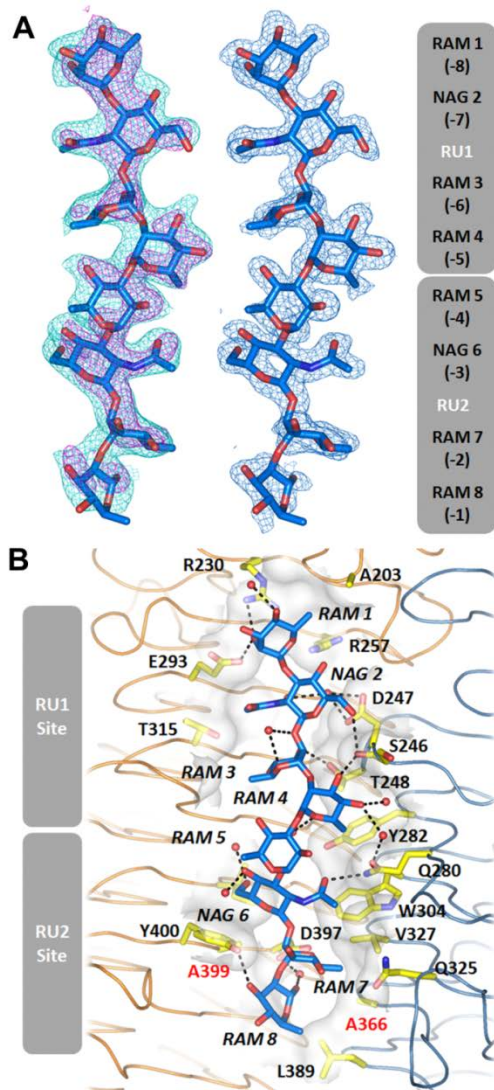 A
RAM 1
(-8)
NAG 2
(-7)
RU1
RAM 3
(-6)
RAM 4
(-5)
RAM 5
(-4)
NAG 6
(-3)
RU2
RAM 7
(-2)
RAM 8
(-1)
B
R230
A203
RAM 1
R257
E293
NAG 2
D247
RU1
Site
T315
S246
RAM 3
T248
RAM 4
RAM 5
Y282
Q280
NAG 6
W304
RU2
Site
Y400
D397
V327
A399
RAM 7
Q325
RAM 8
A366
L389